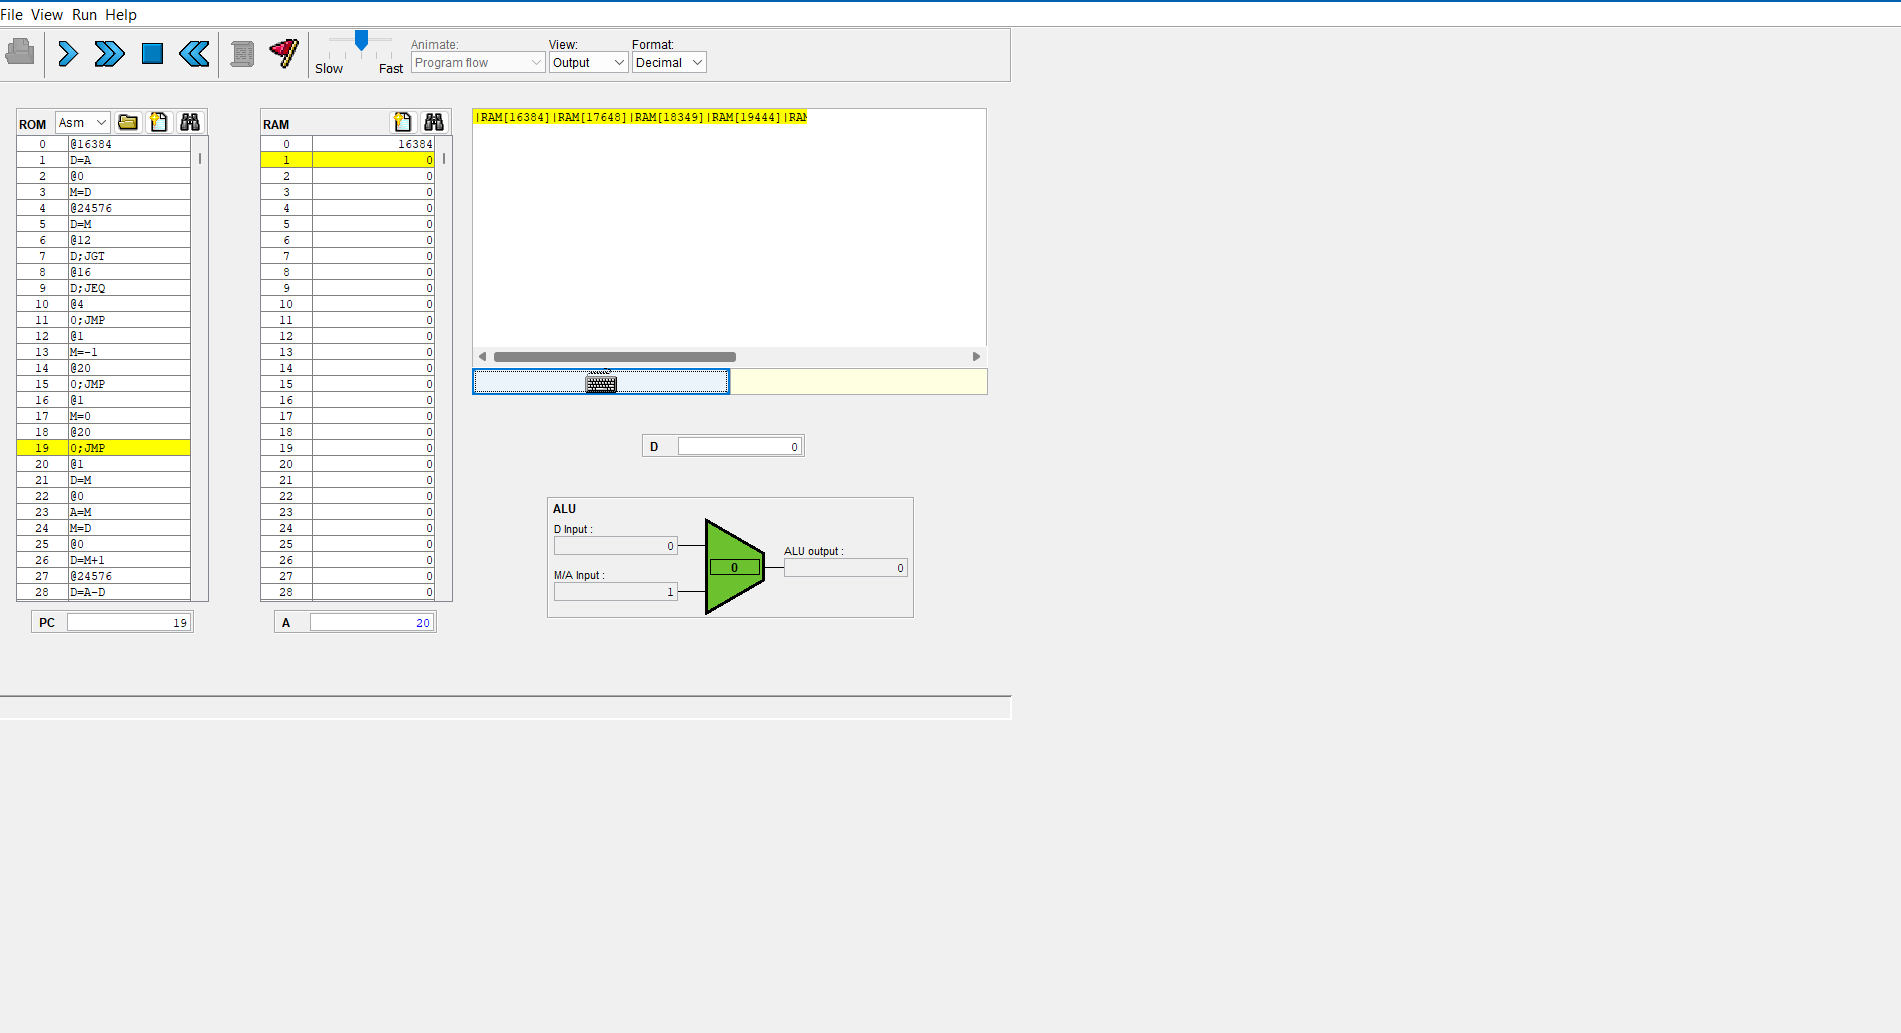 File View Run Help
Animate:
View:
Format:
Slow
Fast
Program flow
Output
Decimal
ROM
Asm
0 @16384
1 D=A
2 @0
3 M=D
4 @24576
5 D=M
6 @12
7 D;JGT
8 @16
9 D;JEQ
10 @4
11 0;JMP
12 @1
13 M=-1
14 @20
15 0;JMP
16 @1
17 M=0
18 @20
19 0;JMP
20 @1
21 D=M
22 @0
23 A=M
24 M=D
25 @0
26 D=M+1
27 @24576
28 D=A-D
PC 19
RAM
0 16384
1 0
2 0
3 0
4 0
5 0
6 0
7 0
8 0
9 0
10 0
11 0
12 0
13 0
14 0
15 0
16 0
17 0
18 0
19 0
20 0
21 0
22 0
23 0
24 0
25 0
26 0
27 0
28 0
A 20
|RAM[16384]|RAM[17648]|RAM[18349]|RAM[19444]|RAM
D 0
ALU
D Input :
0
M/A Input :
1
0
ALU output :
0